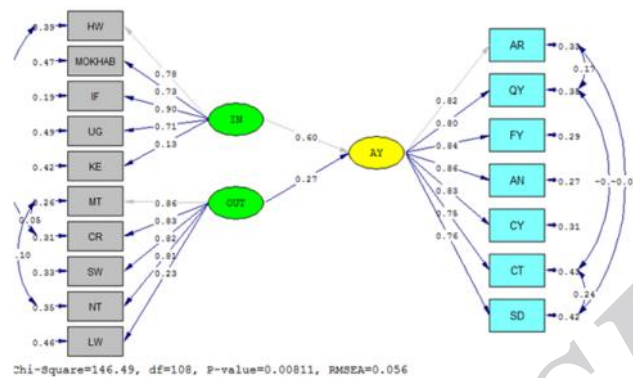 0.39 HW AR 0.33
0.17
0.47 MOKHAB 0.78 QY 0.38
0.73 0.82
0.19 IF 0.90 IN 0.80
0.71 0.60 0.84 FY 0.29
0.49 UG 0.13 AY 0.86
0.42 KE 0.83 AN 0.27
0.27 0.75
0.26 MT 0.86 OUT 0.76 CY 0.31
0.05 0.83
0.31 CR 0.82 CT 0.43
.10 0.81
0.33 SW 0.23 0.24
0.35 NT SD 0.42
0.46 LW
Chi-Square=146.49, df=108, P-value=0.00811, RMSEA=0.056